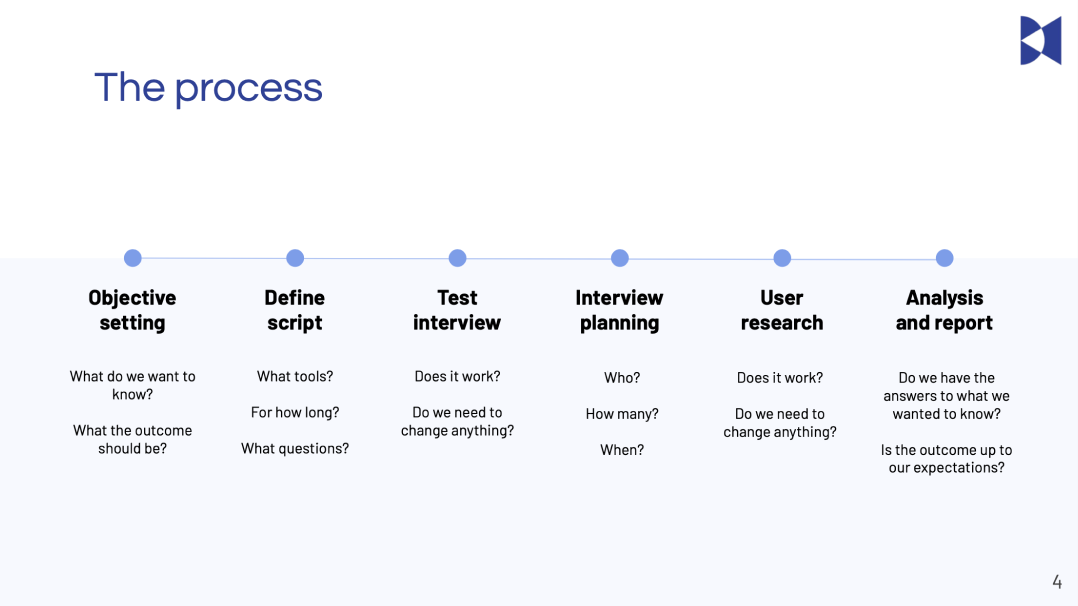 The process
Objective
setting
What do we want to
know?
What the outcome
should be?
Define
script
What tools?
For how long?
What questions?
Test
interview
Does it work?
Do we need to
change anything?
Interview
planning
Who?
How many?
When?
User
research
Does it work?
Do we need to
change anything?
Analysis
and report
Do we have the
answers to what we
wanted to know?
Is the outcome up to
our expectations?
4